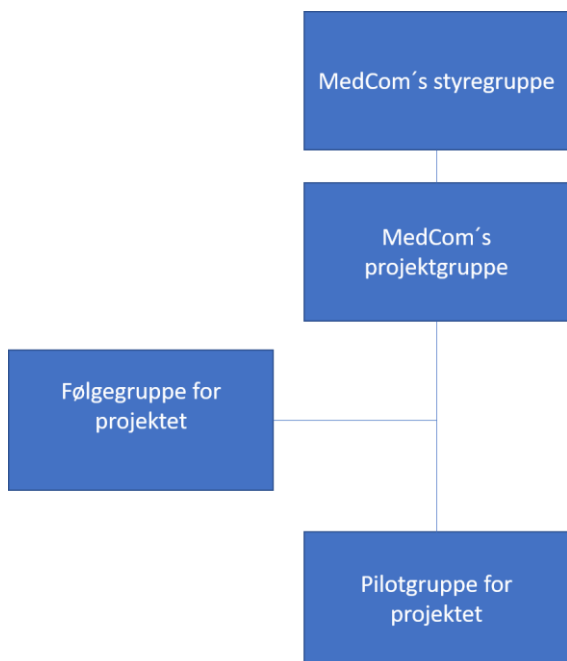 MedCom´s styregruppe
MedCom´s
projektgruppe
Følgegruppe for
projektet
Pilotgruppe for
projektet